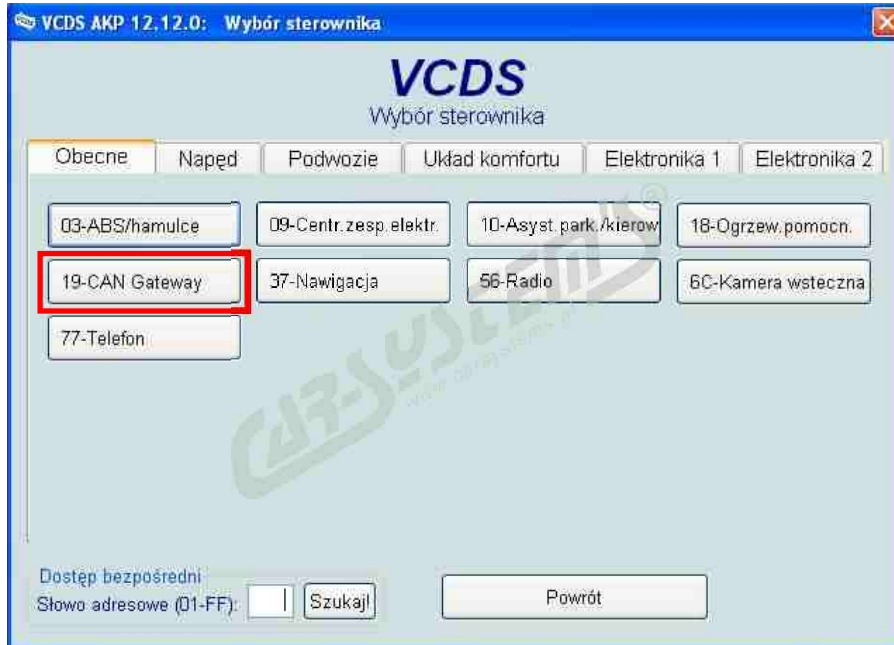 VCDS AKP 12.12.0: Wybór sterownika
VCDS
Wybór sterownika
Obecne Napęd Podwozie Układ komfortu Elektronika 1 Elektronika 2
03-ABS/hamulce 09-Centr.zesp.elektr. 10-Asyst.park./kierow 18-Ogrzew.pomocn.
19-CAN Gateway 37-Nawigacja 56-Radio 6C-Kamera wsteczna
77-Telefon
CAR-SYSTEMS®
Dostęp bezpośredni
Słowo adresowe (01-FF): Szukaj! Powrót